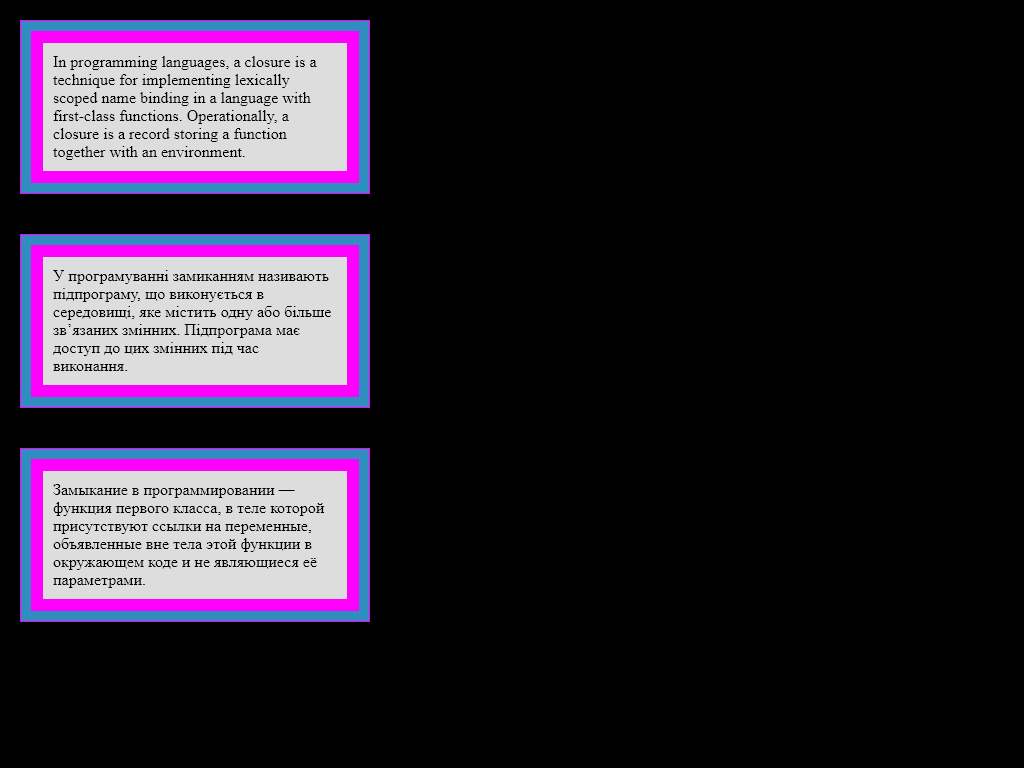 In programming languages, a closure is a
technique for implementing lexically
scoped name binding in a language with
first-class functions. Operationally, a
closure is a record storing a function
together with an environment.
У програмуванні замиканням називають
підпрограму, що виконується в
середовищі, яке містить одну або більше
зв’язаних змінних. Підпрограма має
доступ до цих змінних під час
виконання.
Замыкание в программировании —
функция первого класса, в теле которой
присутствуют ссылки на переменные,
объявленные вне тела этой функции в
окружающем коде и не являющиеся её
параметрами.